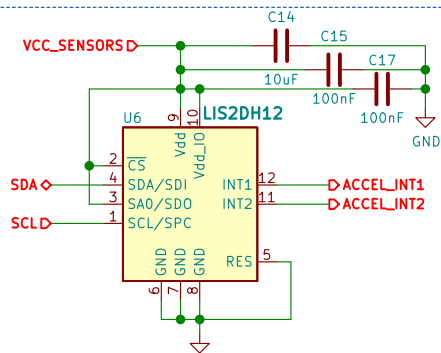 C14
VCC_SENSORS
C15
10uF
C17
100nF
100nF
U6
LIS2DH12
GND
9
10
Vdd
Vdd_IO
2
CS
SDA
4
SDA/SDI
INT1
12
ACCEL_INT1
3
SA0/SDO
INT2
11
ACCEL_INT2
SCL
1
SCL/SPC
GND
GND
GND
RES
5
6
7
8